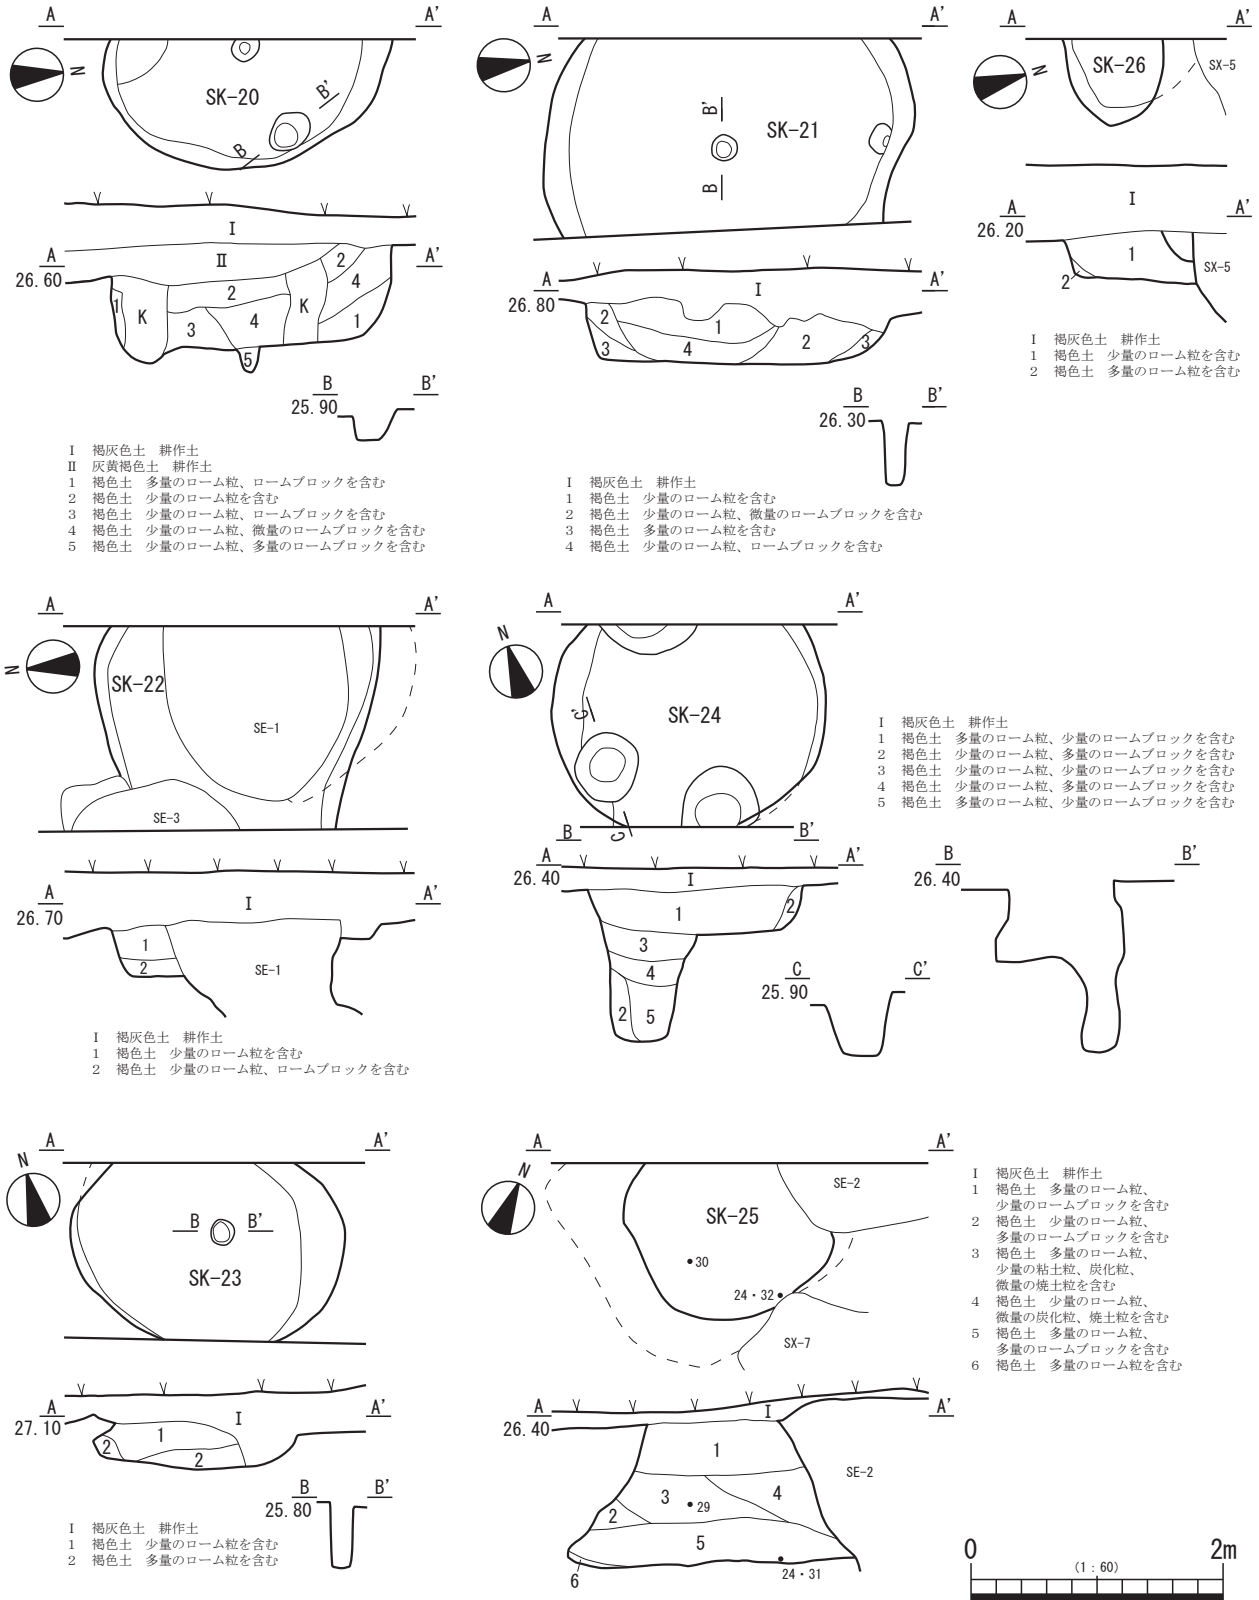 A A'
N
SK-20
B B'
I
A A'
26.60
II
2
1 K 2 K 4
3 4 1
5
B B'
25.90
Ⅰ 褐灰色土 耕作土
Ⅱ 灰黄褐色土 耕作土
1 褐色土 多量のローム粒、ロームブロックを含む
2 褐色土 少量のローム粒を含む
3 褐色土 少量のローム粒、ロームブロックを含む
4 褐色土 少量のローム粒、微量のロームブロックを含む
5 褐色土 少量のローム粒、多量のロームブロックを含む
A A'
N
B'
SK-21
B
A A'
26.80
I
2 1
3 4 2 3
B B'
26.30
Ⅰ 褐灰色土 耕作土
1 褐色土 少量のローム粒を含む
2 褐色土 少量のローム粒、微量のロームブロックを含む
3 褐色土 多量のローム粒を含む
4 褐色土 少量のローム粒、ロームブロックを含む
A A'
N
SK-26 SX-5
I
A A'
26.20
1
2 SX-5
Ⅰ 褐灰色土 耕作土
1 褐色土 少量のローム粒を含む
2 褐色土 多量のローム粒を含む
A A'
N
SK-22
SE-1
SE-3
A A'
26.70
I
1
2 SE-1
Ⅰ 褐灰色土 耕作土
1 褐色土 少量のローム粒を含む
2 褐色土 少量のローム粒、ロームブロックを含む
A A'
N
SK-24
C'
C
B B'
A A'
26.40
I
1 2
3
4
2 5
C C'
25.90
B B'
26.40
Ⅰ 褐灰色土 耕作土
1 褐色土 多量のローム粒、少量のロームブロックを含む
2 褐色土 少量のローム粒、多量のロームブロックを含む
3 褐色土 少量のローム粒、少量のロームブロックを含む
4 褐色土 少量のローム粒、多量のロームブロックを含む
5 褐色土 多量のローム粒、少量のロームブロックを含む
A A'
N
B B'
SK-23
A A'
27.10
I
1
2 2
B B'
25.80
Ⅰ 褐灰色土 耕作土
1 褐色土 少量のローム粒を含む
2 褐色土 多量のローム粒を含む
A A'
N
SE-2
SK-25
30
24・32
SX-7
A A'
26.40
I
1
SE-2
2 3 29 4
5
6 24・31
Ⅰ 褐灰色土 耕作土
1 褐色土 多量のローム粒、
少量のロームブロックを含む
2 褐色土 少量のローム粒、
多量のロームブロックを含む
3 褐色土 多量のローム粒、
少量の粘土粒、炭化粒、
微量の焼土粒を含む
4 褐色土 少量のローム粒、
微量の炭化粒、焼土粒を含む
5 褐色土 多量のローム粒、
多量のロームブロックを含む
6 褐色土 多量のローム粒を含む
0 (1：60) 2m